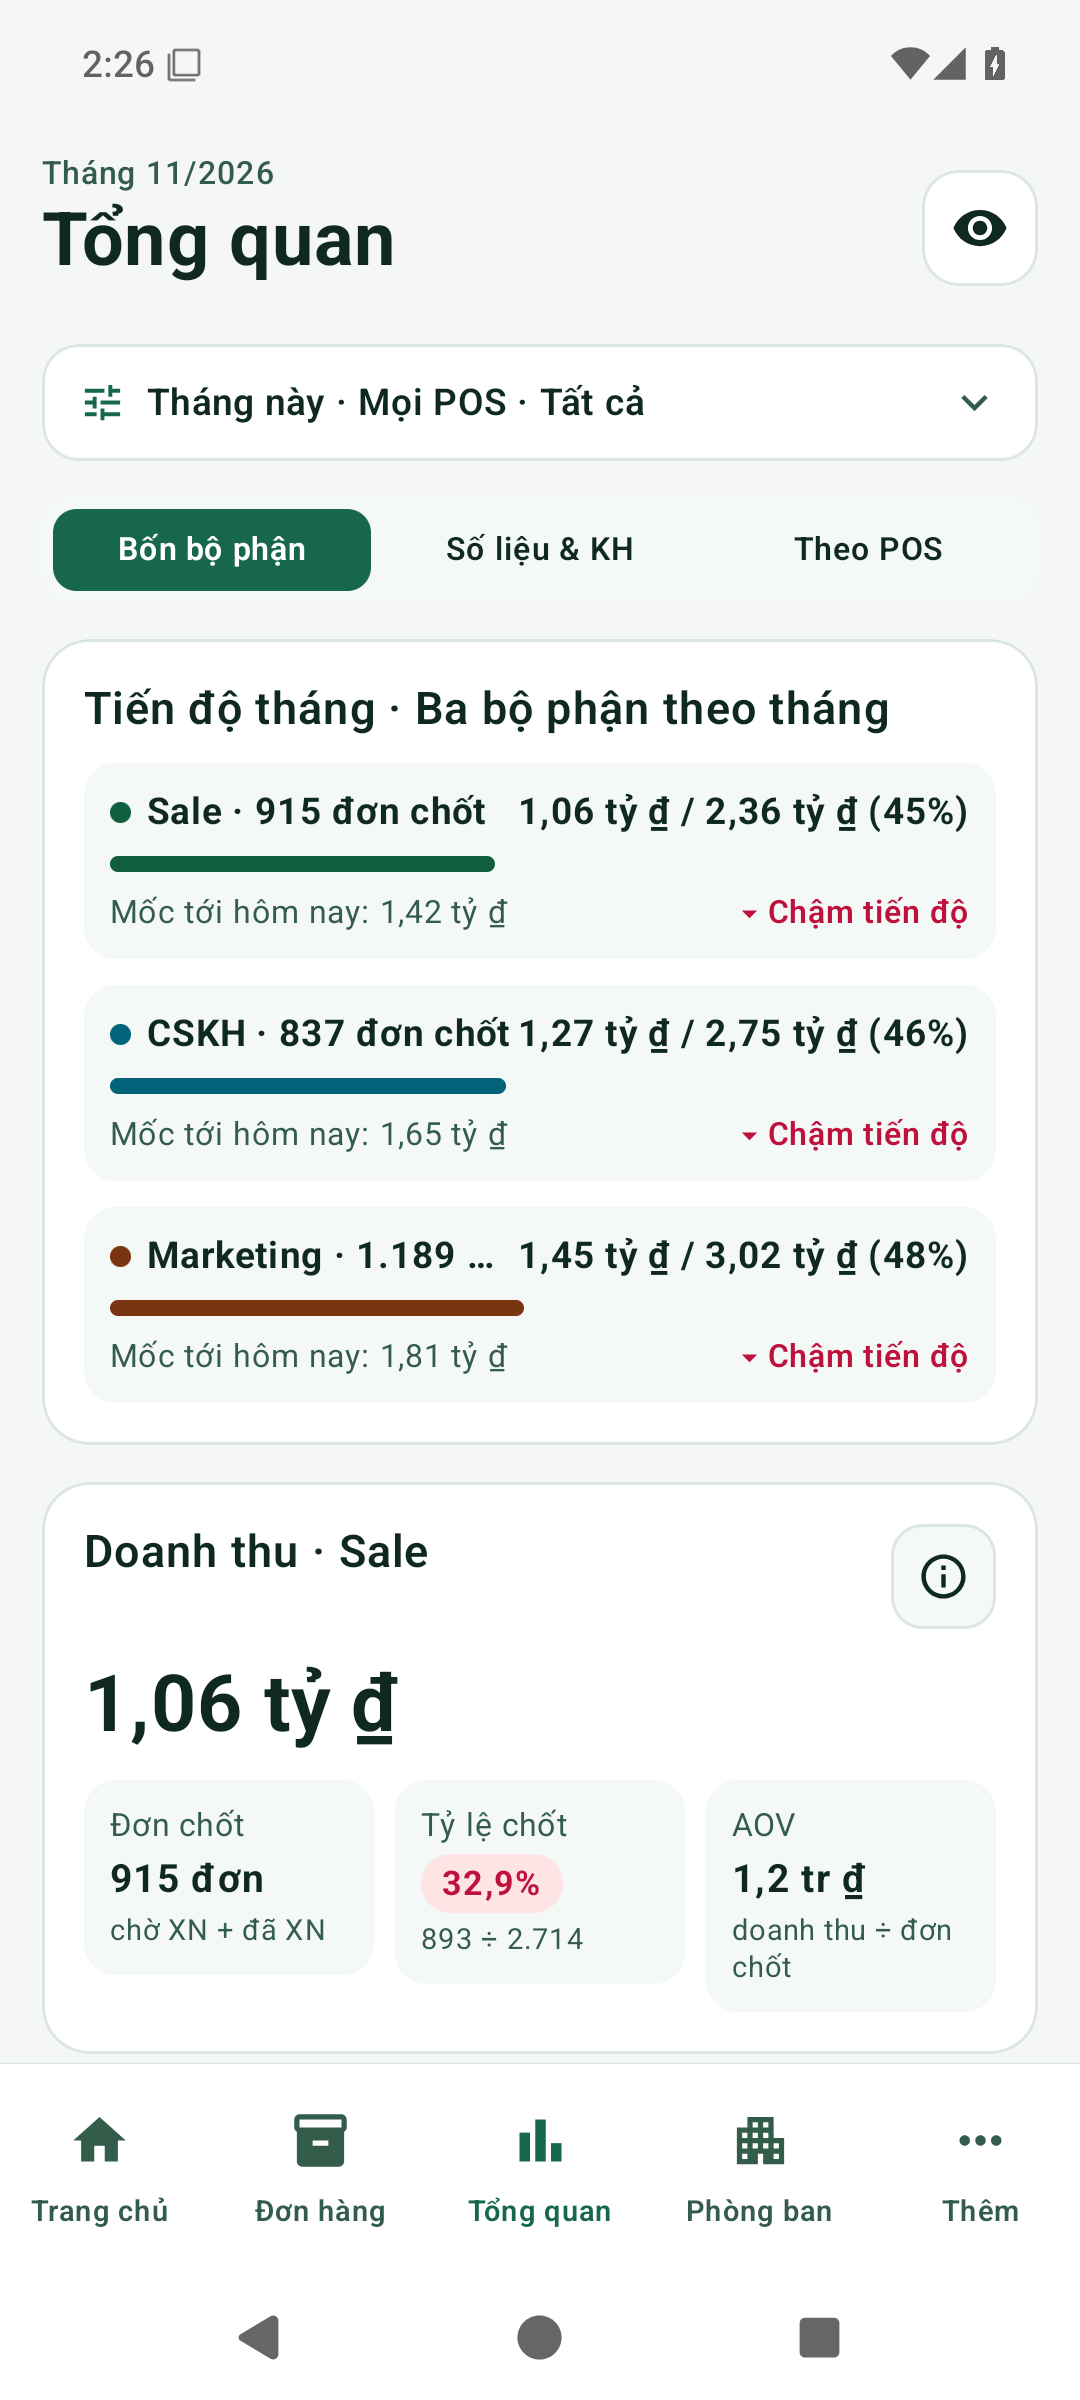 2:26
Tháng 11/2026
Tổng quan
Tháng này · Mọi POS · Tất cả
Bốn bộ phận
Số liệu & KH
Theo POS
Tiến độ tháng · Ba bộ phận theo tháng
Sale · 915 đơn chốt 1,06 tỷ ₫ / 2,36 tỷ ₫ (45%)
Mốc tới hôm nay: 1,42 tỷ ₫ Chậm tiến độ
CSKH · 837 đơn chốt 1,27 tỷ ₫ / 2,75 tỷ ₫ (46%)
Mốc tới hôm nay: 1,65 tỷ ₫ Chậm tiến độ
Marketing · 1.189 … 1,45 tỷ ₫ / 3,02 tỷ ₫ (48%)
Mốc tới hôm nay: 1,81 tỷ ₫ Chậm tiến độ
Doanh thu · Sale
1,06 tỷ ₫
Đơn chốt
915 đơn
chờ XN + đã XN
Tỷ lệ chốt
32,9%
893 ÷ 2.714
AOV
1,2 tr ₫
doanh thu ÷ đơn
chốt
Trang chủ
Đơn hàng
Tổng quan
Phòng ban
Thêm